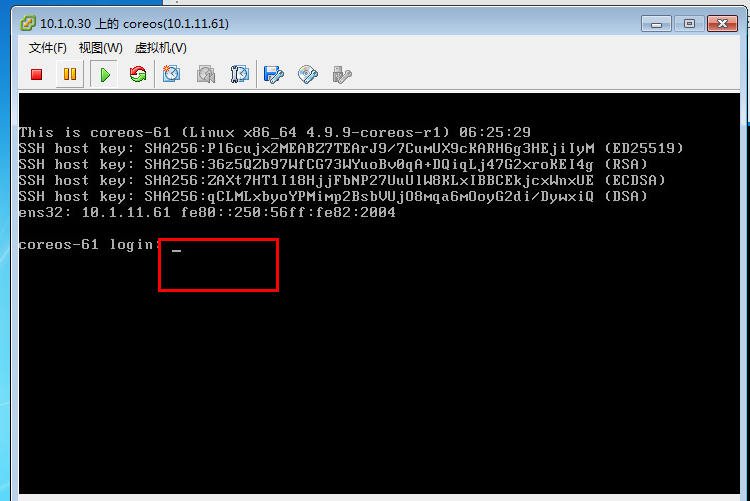 10.1.0.30 上的 coreos(10.1.11.61)
文件(F) 视图(W) 虚拟机(V)
This is coreos-61 (Linux x86_64 4.9.9-coreos-r1) 06:25:29
SSH host key: SHA256:Pl6cujx2MEABZ7TEArJ9/7CumUX9cKARH6g3HEjiIyM (ED25519)
SSH host key: SHA256:36z5QZb97WfCG73WYuoBv0qA+DQiqLj47G2xroKEI4g (RSA)
SSH host key: SHA256:ZAXt7HT1I18HjjFbNP27UuUlW8KLxIBBCEkjcxWnxUE (ECDSA)
SSH host key: SHA256:qCLMLxbyoYPMimp2BsbVUjO8mqa6mOoyG2di/DywxiQ (DSA)
ens32: 10.1.11.61 fe80::250:56ff:fe82:2004
coreos-61 login: _